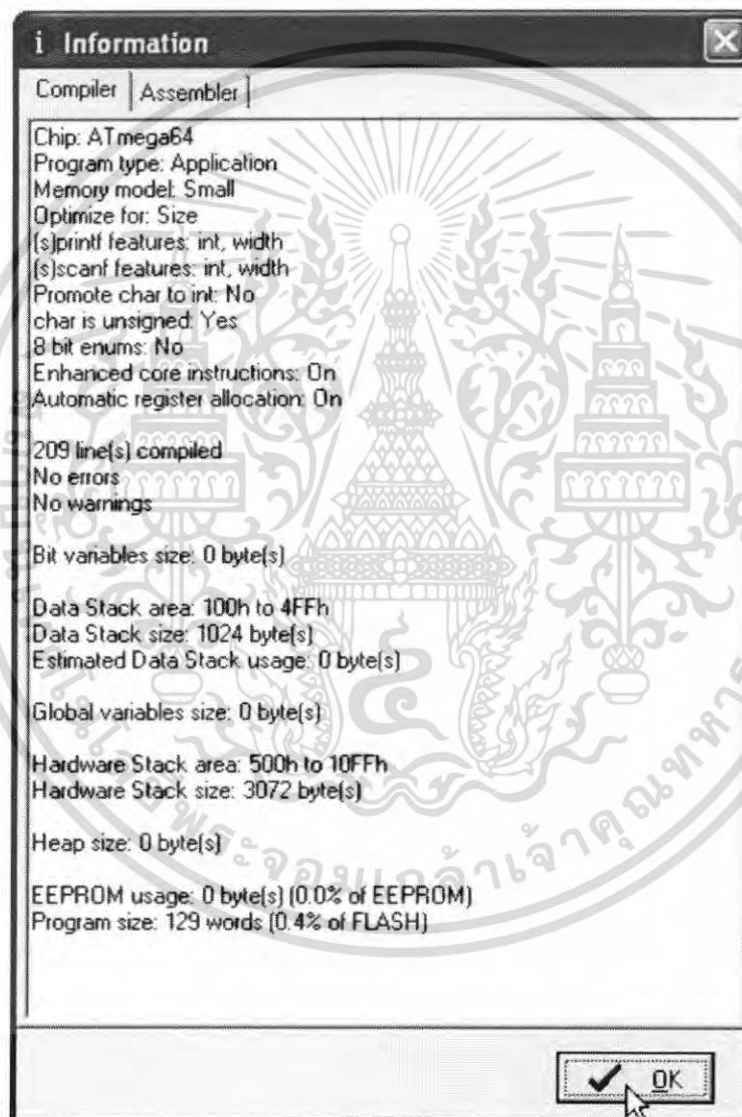 i Information
Compiler Assembler
Chip: ATmega64
Program type: Application
Memory model: Small
Optimize for: Size
(s)printf features: int, width
(s)scanf features: int, width
Promote char to int: No
char is unsigned: Yes
8 bit enums: No
Enhanced core instructions: On
Automatic register allocation: On
209 line(s) compiled
No errors
No warnings
Bit variables size: 0 byte(s)
Data Stack area: 100h to 4FFh
Data Stack size: 1024 byte(s)
Estimated Data Stack usage: 0 byte(s)
Global variables size: 0 byte(s)
Hardware Stack area: 500h to 10FFh
Hardware Stack size: 3072 byte(s)
Heap size: 0 byte(s)
EEPROM usage: 0 byte(s) (0.0% of EEPROM)
Program size: 129 words (0.4% of FLASH)
OK